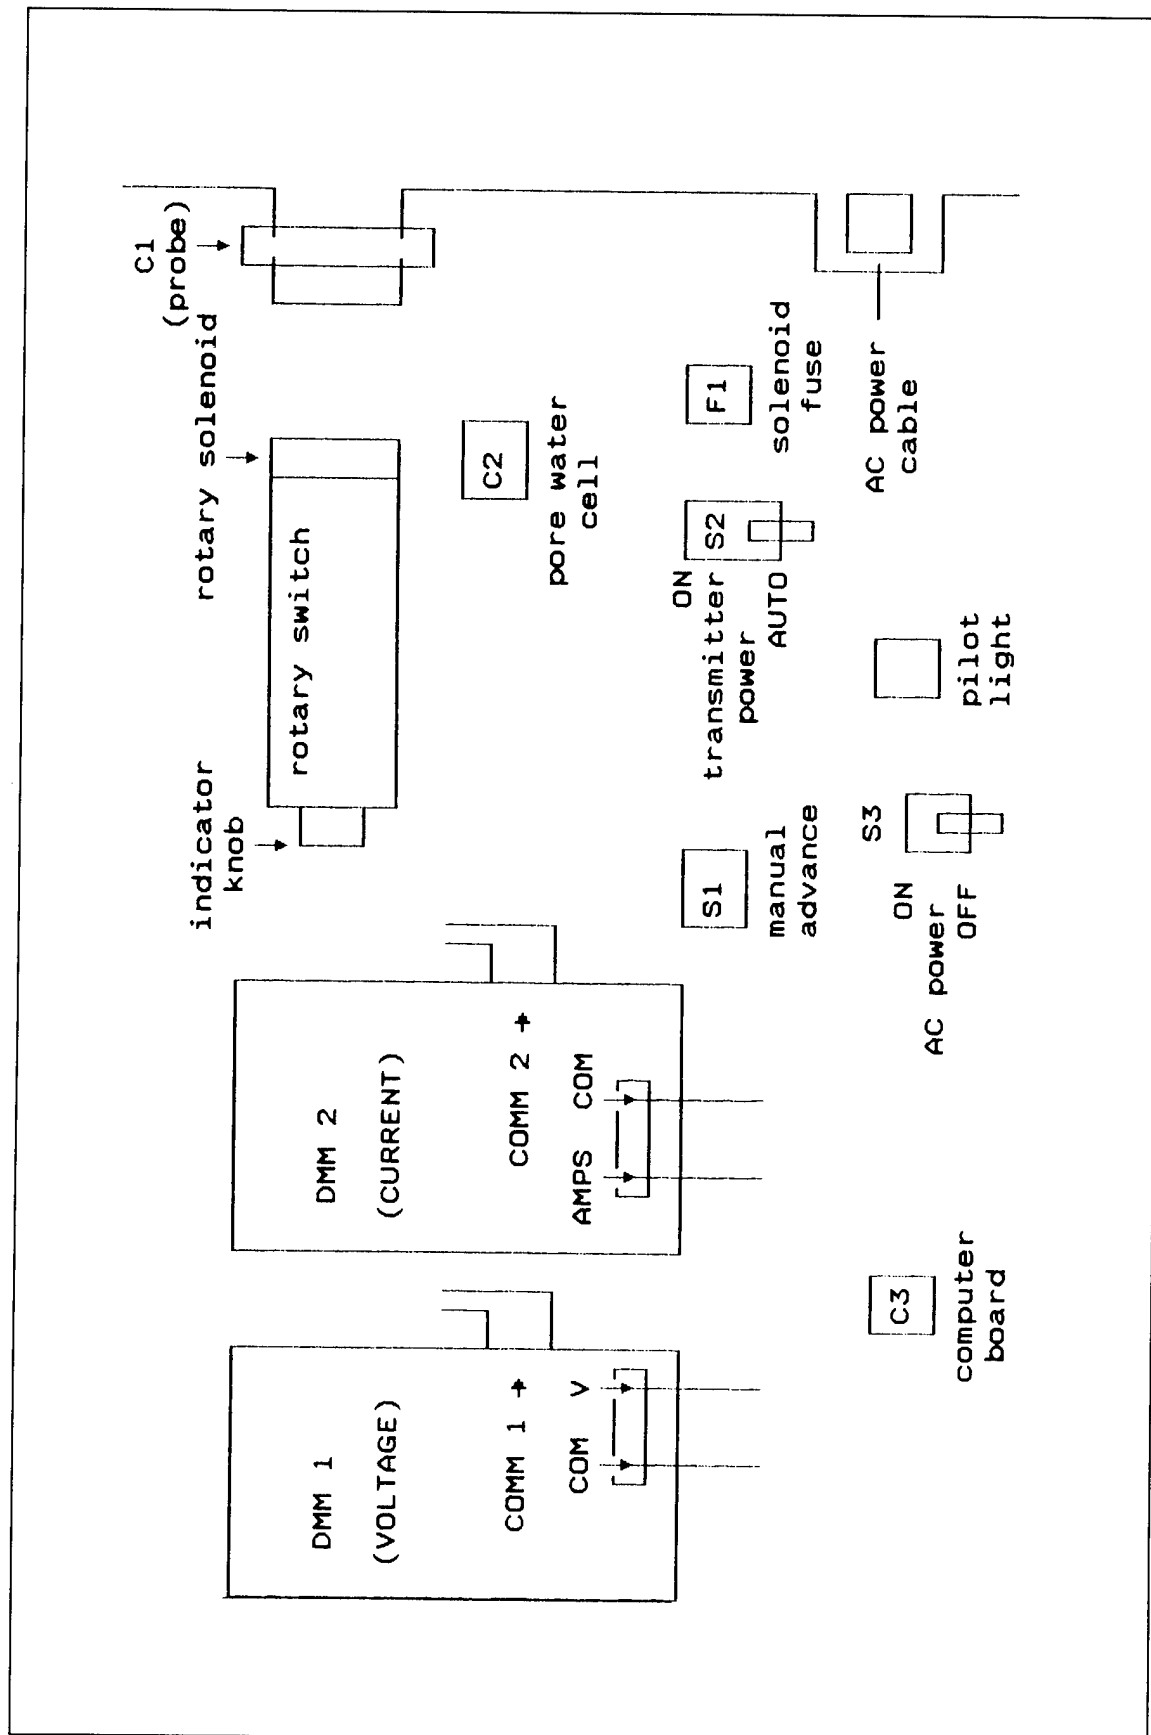 DMM 1
(VOLTAGE)
COMM 1 →
COM V
DMM 2
(CURRENT)
COMM 2 →
AMPS COM
indicator
knob
rotary switch
rotary solenoid
C1
(probe)
C2
pore water
cell
S1
manual
advance
ON
transmitter
power
AUTO
S2
F1
solenoid
fuse
C3
computer
board
ON
AC power
OFF
S3
pilot
light
AC power
cable